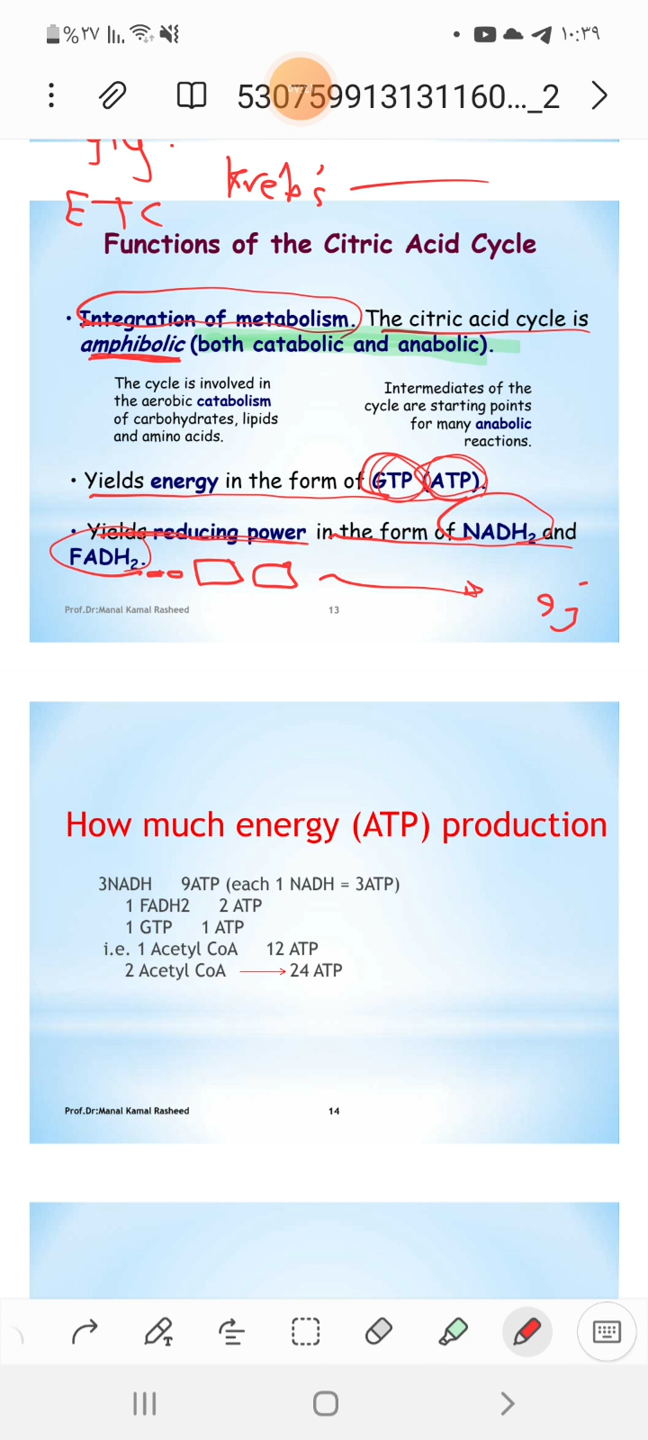 %٢٧ ١٠:٣٩
530759913131160..._2
Kreb's
ETC
Functions of the Citric Acid Cycle
• Integration of metabolism. The citric acid cycle is
amphibolic (both catabolic and anabolic).
The cycle is involved in
the aerobic catabolism
of carbohydrates, lipids
and amino acids.
Intermediates of the
cycle are starting points
for many anabolic
reactions.
• Yields energy in the form of GTP (ATP).
• Yields reducing power in the form of NADH₂ and
FADH₂.
Prof.Dr:Manal Kamal Rasheed 13
How much energy (ATP) production
3NADH 9ATP (each 1 NADH = 3ATP)
1 FADH2 2 ATP
1 GTP 1 ATP
i.e. 1 Acetyl CoA 12 ATP
2 Acetyl CoA ⟶ 24 ATP
Prof.Dr:Manal Kamal Rasheed 14